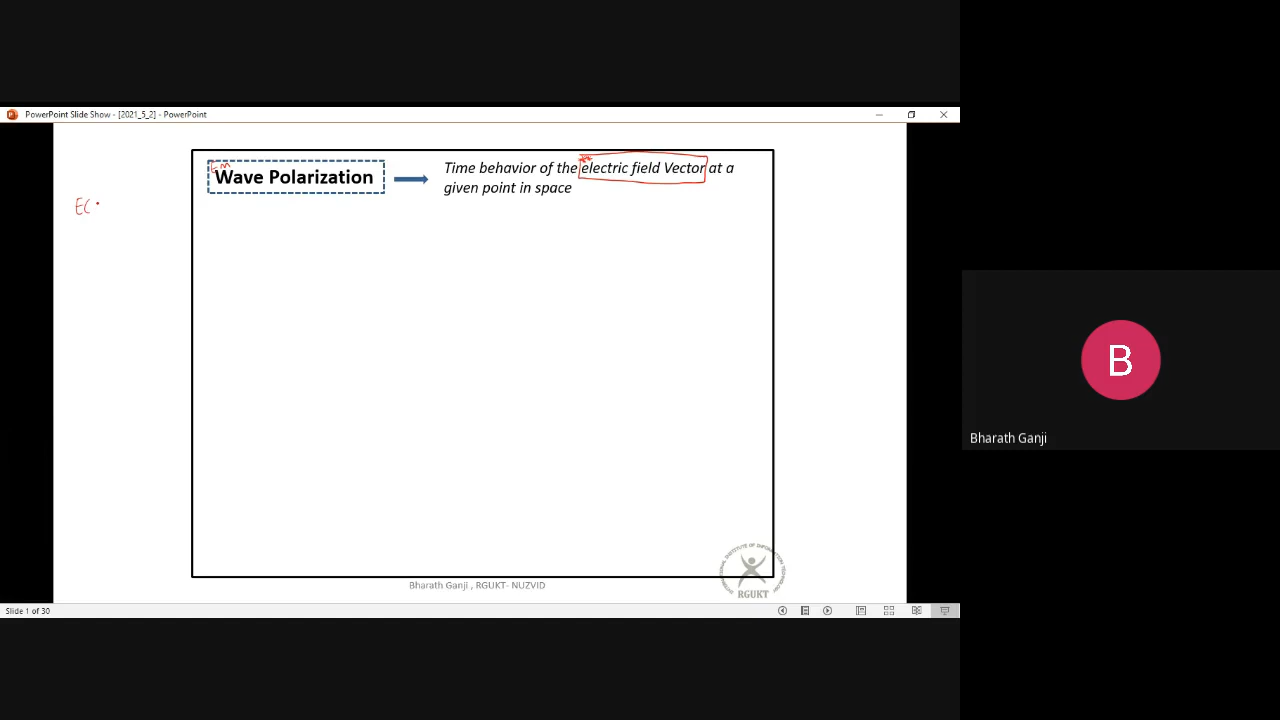 PowerPoint Slide Show - [2021_5_2] - PowerPoint
Em
Wave Polarization
Time behavior of the electric field Vector at a
given point in space
E(
B
Bharath Ganji
Bharath Ganji , RGUKT- NUZVID
RGUKT
Slide 1 of 30